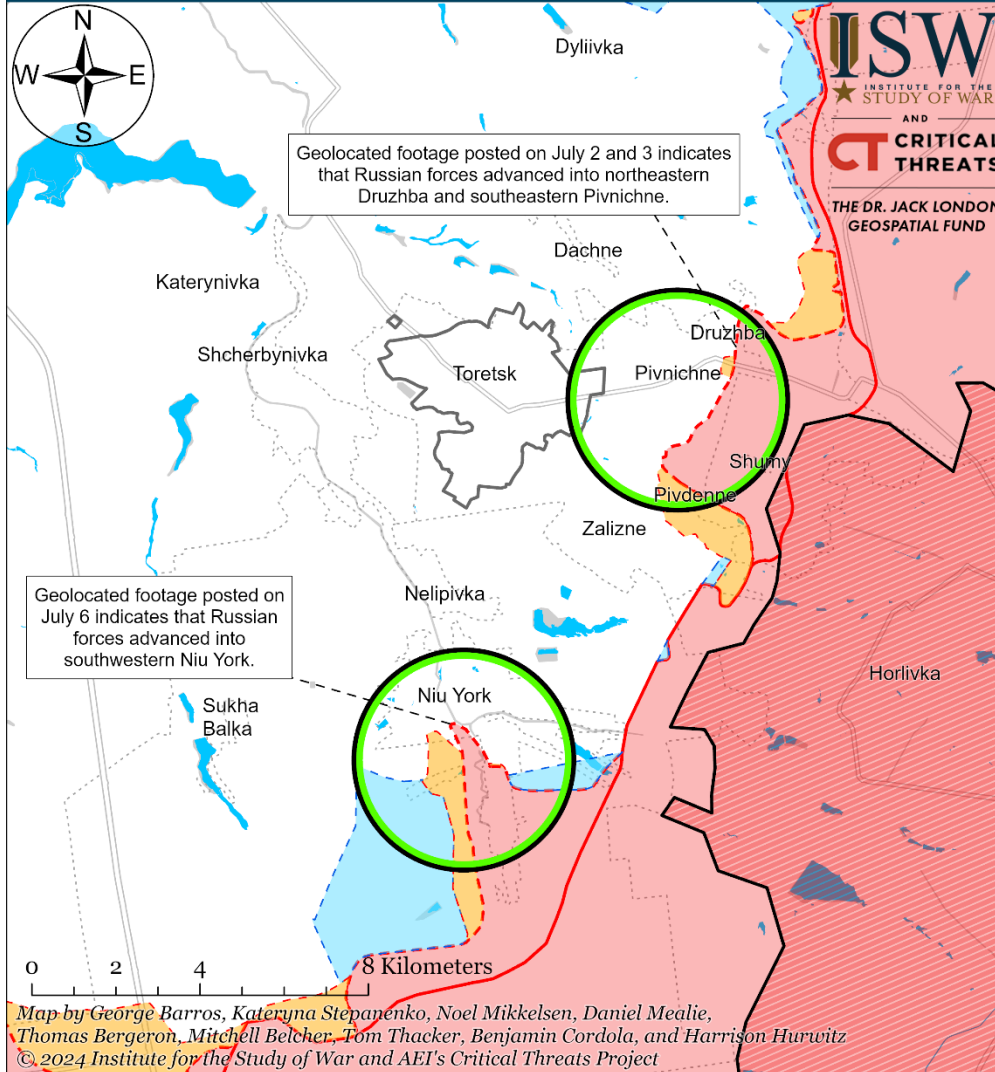 N
W
E
S
ISW
INSTITUTE FOR THE
STUDY OF WAR
AND
CT CRITICAL
THREATS
THE DR. JACK LONDON
GEOSPATIAL FUND
Dyliivka
Geolocated footage posted on July 2 and 3 indicates
that Russian forces advanced into northeastern
Druzhba and southeastern Pivnichne.
Dachne
Katerynivka
Shcherbynivka
Druzhba
Toretsk
Pivnichne
Shumy
Pivdenne
Zalizne
Nelipivka
Geolocated footage posted on
July 6 indicates that Russian
forces advanced into
southwestern Niu York.
Horlivka
Niu York
Sukha
Balka
0 2 4 8 Kilometers
Map by George Barros, Kateryna Stepanenko, Noel Mikkelsen, Daniel Mealie,
Thomas Bergeron, Mitchell Belcher, Tom Thacker, Benjamin Cordola, and Harrison Hurwitz
© 2024 Institute for the Study of War and AEI's Critical Threats Project